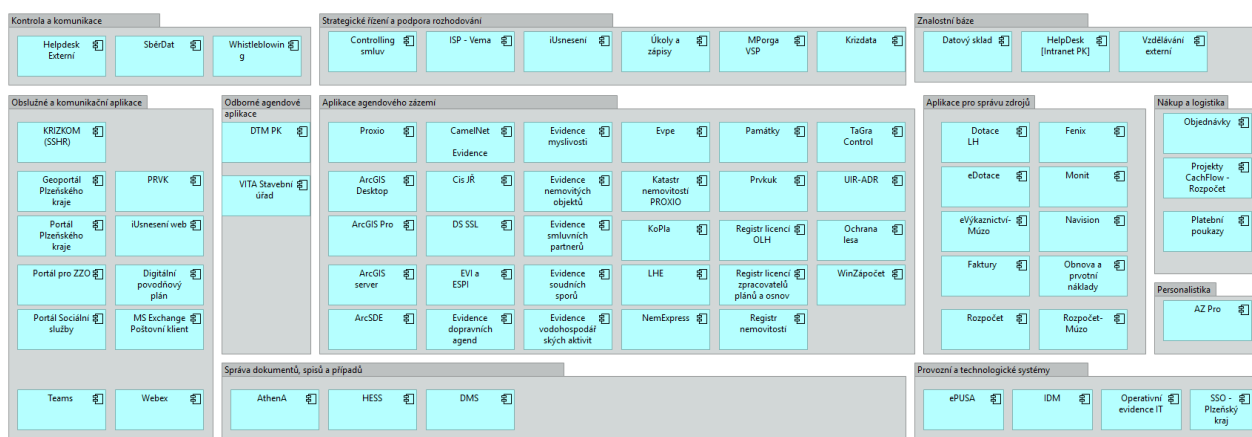 Kontrola a komunikace
Helpdesk
Externí
SběrDat
Whistleblowin
g
Strategické řízení a podpora rozhodování
Controlling
smluv
ISP - Vema
iUsnesení
Úkoly a
zápisy
MPorga
VSP
Krizdata
Znalostní báze
Datový sklad
HelpDesk
[Intranet PK]
Vzdělávání
externí
Obslužné a komunikační aplikace
KRIZKOM
(SSHR)
Geoportál
Plzeňského
kraje
PRVK
Portál
Plzeňského
kraje
iUsnesení web
Portál pro ZZO
Digitální
povodňový
plán
Portál Sociální
služby
MS Exchange
Poštovní klient
Teams
Webex
Odborné agendové
aplikace
DTM PK
VITA Stavební
úřad
Aplikace agendového zázemí
Proxio
CamelNet
Evidence
Evidence
myslivosti
Evpe
Památky
TaGra
Control
ArcGIS
Desktop
Cis JŘ
Evidence
nemovitých
objektů
Katastr
nemovitostí
PROXIO
Prvkuk
UIR-ADR
ArcGIS Pro
DS SSL
Evidence
smluvních
partnerů
KoPla
Registr licencí
OLH
Ochrana
lesa
ArcGIS
server
EVI a
ESPI
Evidence
soudních
sporů
LHE
Registr licencí
zpracovatelů
plánů a osnov
WinZápočet
ArcSDE
Evidence
dopravních
agend
Evidence
vodohospodář
ských aktivit
NemExpress
Registr
nemovitostí
Aplikace pro správu zdrojů
Dotace
LH
Fenix
eDotace
Monit
eVýkaznictví-
Múzo
Navision
Faktury
Obnova a
prvotní
náklady
Rozpočet
Rozpočet-
Múzo
Nákup a logistika
Objednávky
Projekty
CachFlow -
Rozpočet
Platební
poukazy
Personalistika
AZ Pro
Správa dokumentů, spisů a případů
AthenA
HESS
DMS
Provozní a technologické systémy
ePUSA
IDM
Operativní
evidence IT
SSO -
Plzeňský
kraj